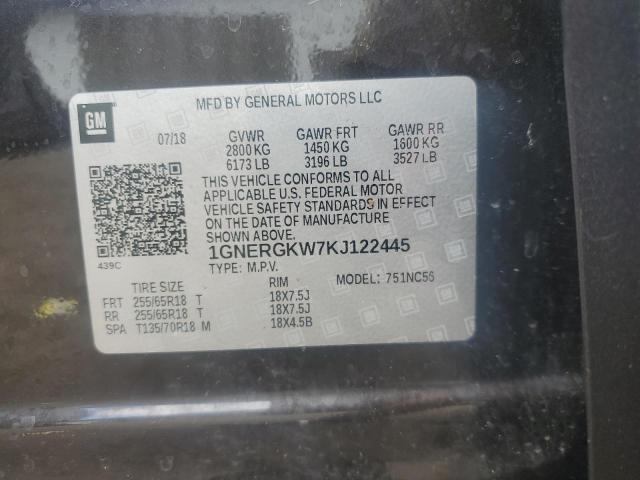 MFD BY GENERAL MOTORS LLC
GM
07/18 GVWR GAWR FRT GAWR RR
2800 KG 1450 KG 1600 KG
6173 LB 3196 LB 3527 LB
THIS VEHICLE CONFORMS TO ALL
APPLICABLE U.S. FEDERAL MOTOR
VEHICLE SAFETY STANDARDS IN EFFECT
ON THE DATE OF MANUFACTURE
SHOWN ABOVE.
1GNERGKW7KJ122445
439C
TYPE: M.P.V. MODEL: 751NC56
TIRE SIZE RIM
FRT 255/65R18 T 18X7.5J
RR 255/65R18 T 18X7.5J
SPA T135/70R18 M 18X4.5B